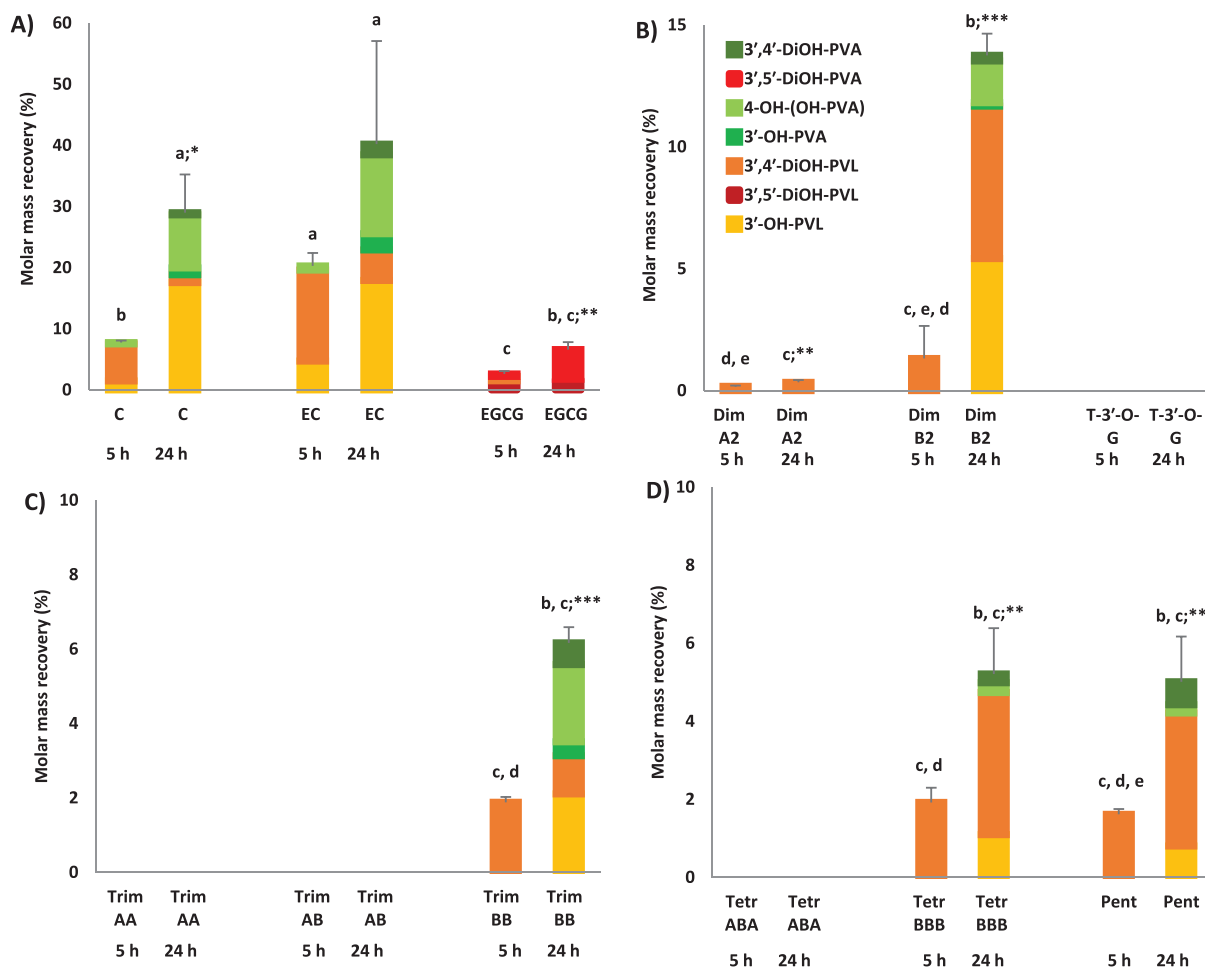 A)
Molar mass recovery (%)
60
50
40
30
20
10
0
b
a;*
a
a
c
b, c;**
C C EC EC EGCG EGCG
5 h 24 h 5 h 24 h 5 h 24 h
B)
Molar mass recovery (%)
15
10
5
0
3′,4′-DiOH-PVA
3′,5′-DiOH-PVA
4-OH-(OH-PVA)
3′-OH-PVA
3′,4′-DiOH-PVL
3′,5′-DiOH-PVL
3′-OH-PVL
d, e
c;**
c, e, d
b;***
Dim Dim Dim Dim T-3′-O- T-3′-O-
A2 A2 B2 B2 G G
5 h 24 h 5 h 24 h 5 h 24 h
C)
Molar mass recovery (%)
10
8
6
4
2
0
c, d
b, c;***
Trim Trim Trim Trim Trim Trim
AA AA AB AB BB BB
5 h 24 h 5 h 24 h 5 h 24 h
D)
Molar mass recovery (%)
10
8
6
4
2
0
c, d
b, c;**
c, d, e
b, c;**
Tetr Tetr Tetr Tetr Pent Pent
ABA ABA BBB BBB
5 h 24 h 5 h 24 h 5 h 24 h